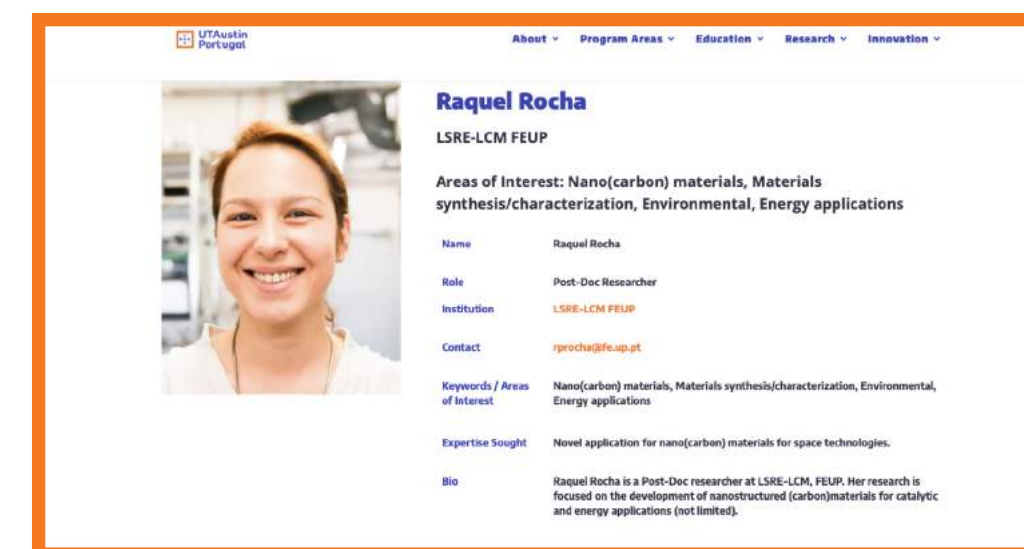 UTAustin
Portugal
About
Program Areas
Education
Research
Innovation
Raquel Rocha
LSRE-LCM FEUP
Areas of Interest: Nano(carbon) materials, Materials
synthesis/characterization, Environmental, Energy applications
Name
Raquel Rocha
Role
Post-Doc Researcher
Institution
LSRE-LCM FEUP
Contact
rprocha@fe.up.pt
Keywords / Areas
of Interest
Nano(carbon) materials, Materials synthesis/characterization, Environmental,
Energy applications
Expertise Sought
Novel application for nano(carbon) materials for space technologies.
Bio
Raquel Rocha is a Post-Doc researcher at LSRE-LCM, FEUP. Her research is
focused on the development of nanostructured (carbon)materials for catalytic
and energy applications (not limited).